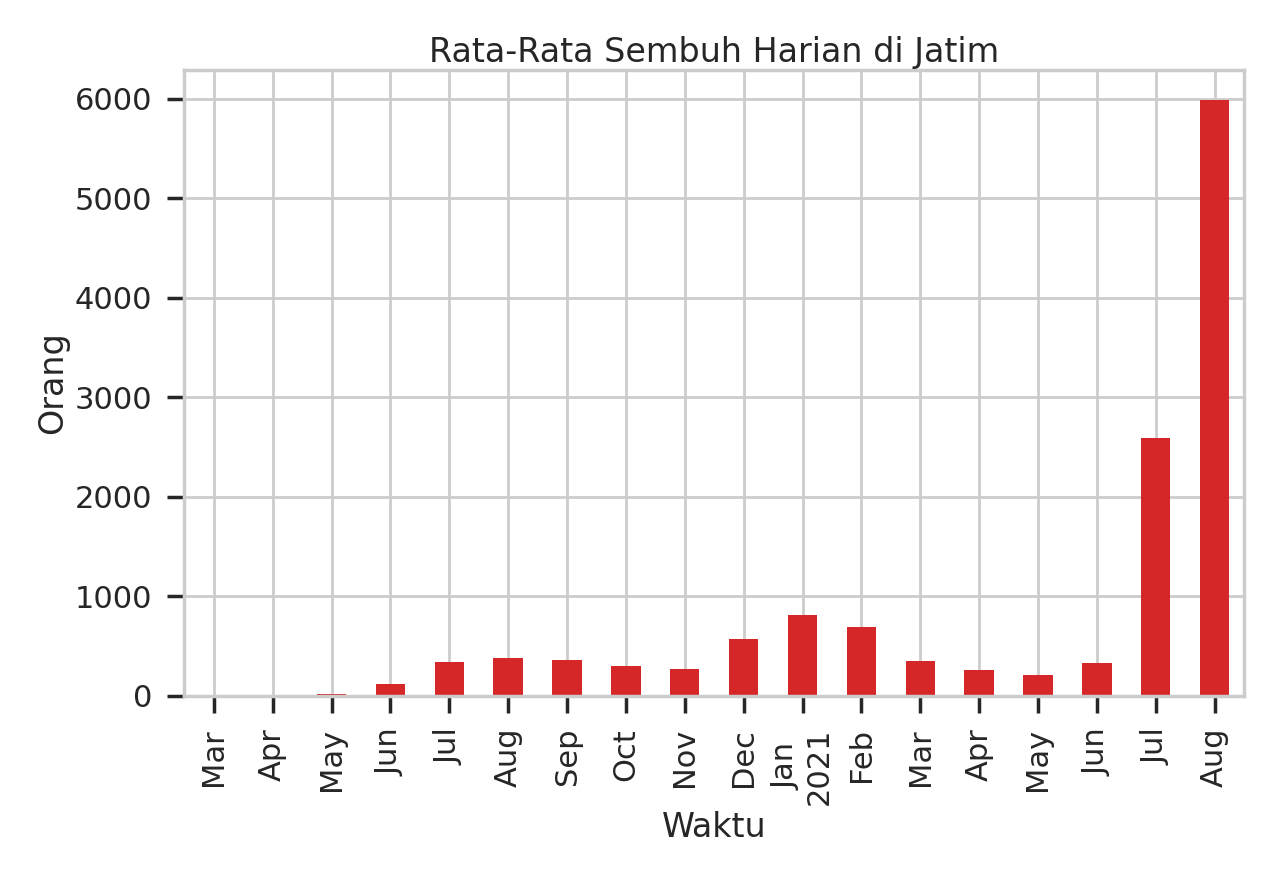 Rata-Rata Sembuh Harian di Jatim
6000
5000
4000
3000
2000
1000
0
Orang
Mar
Apr
May
Jun
Jul
Aug
Sep
Oct
Nov
Dec
Jan
2021
Feb
Mar
Apr
May
Jun
Jul
Aug
Waktu